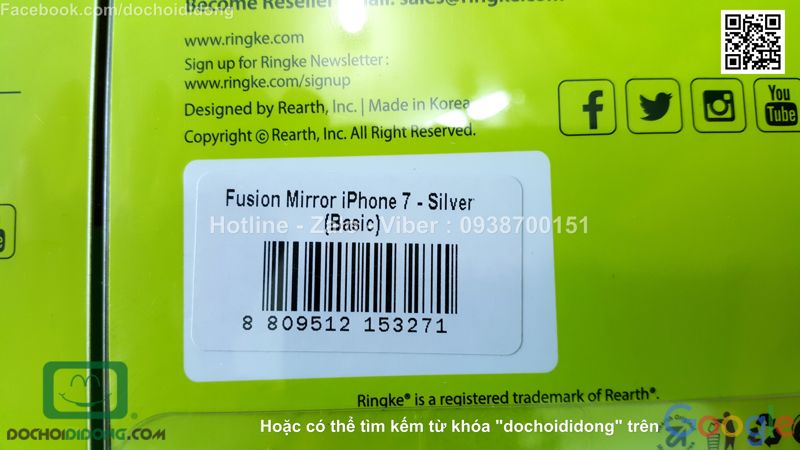 Facebook.com/dochoididong
Become Reseller Email: sales@ringke.com
www.ringke.com
Sign up for Ringke Newsletter:
www.ringke.com/signup
Designed by Rearth, Inc. | Made in Korea
Copyright © Rearth, Inc. All Right Reserved.
f
You
Tube
Fusion Mirror iPhone 7 - Silver
(Basic)
Hotline - Zalo - Viber : 0938700151
8 809512 153271
Ringke® is a registered trademark of Rearth®.
DOCHOIDIDONG.COM
Hoặc có thể tìm kếm từ khóa "dochoididong" trên
Google